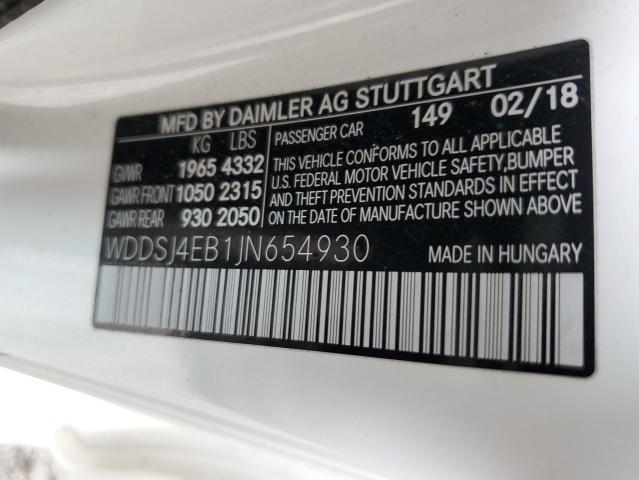 MFD BY DAIMLER AG STUTTGART
KG LBS PASSENGER CAR 149 02/18
GVWR 1965 4332 THIS VEHICLE CONFORMS TO ALL APPLICABLE
GAWR FRONT 1050 2315 U.S. FEDERAL MOTOR VEHICLE SAFETY, BUMPER
GAWR REAR 930 2050 AND THEFT PREVENTION STANDARDS IN EFFECT
ON THE DATE OF MANUFACTURE SHOWN ABOVE
WDDSJ4EB1JN654930 MADE IN HUNGARY